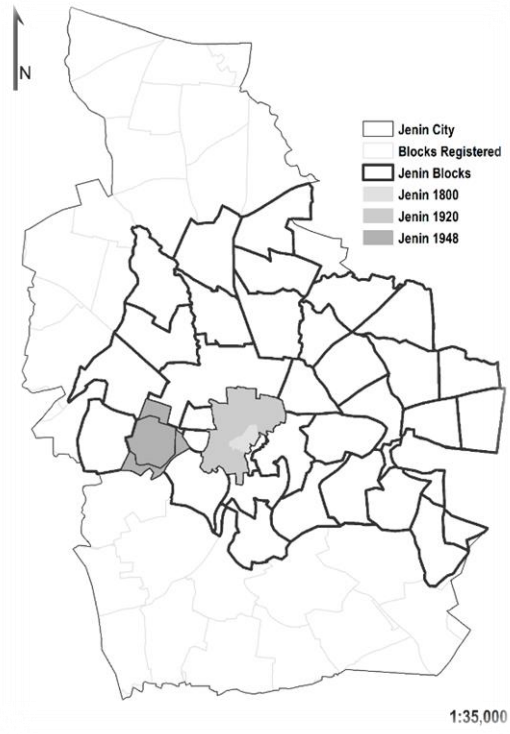 N
Jenin City
Blocks Registered
Jenin Blocks
Jenin 1800
Jenin 1920
Jenin 1948
1:35,000